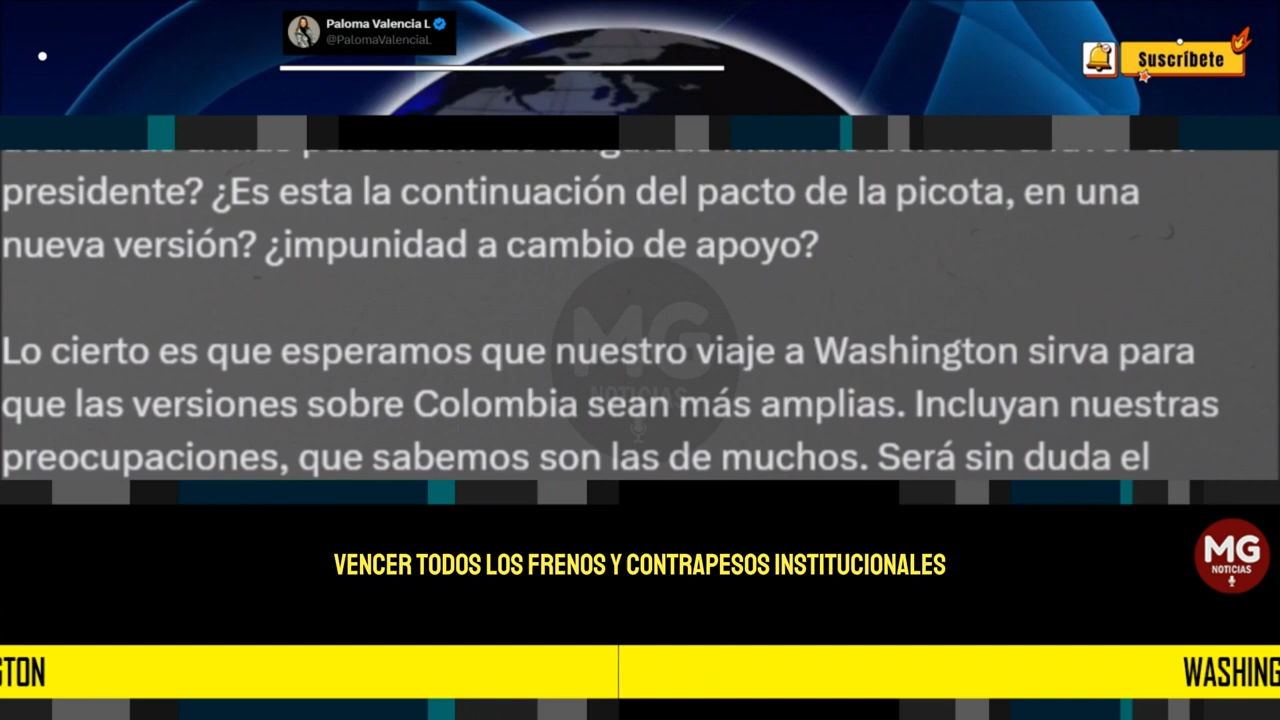 Paloma Valencia L
@PalomaValenciaL
Suscríbete
presidente? ¿Es esta la continuación del pacto de la picota, en una
nueva versión? ¿impunidad a cambio de apoyo?
Lo cierto es que esperamos que nuestro viaje a Washington sirva para
que las versiones sobre Colombia sean más amplias. Incluyan nuestras
preocupaciones, que sabemos son las de muchos. Será sin duda el
MG
NOTICIAS
VENCER TODOS LOS FRENOS Y CONTRAPESOS INSTITUCIONALES
MG
NOTICIAS
GTON
WASHING